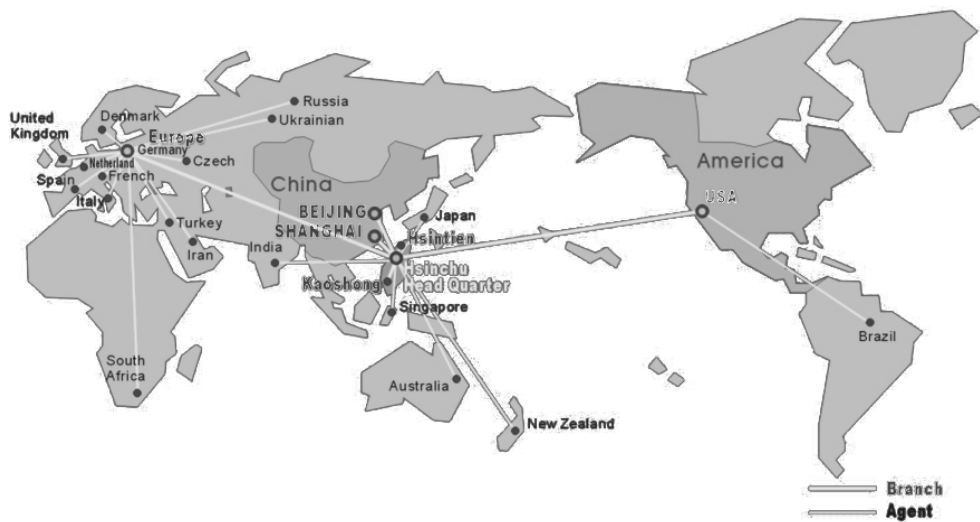 Russia
Denmark
United
Kingdom
Ukrainian
Europe
Germany
Netherland
Czech
America
Spain
French
China
Italy
USA
BEIJING
Japan
Turkey
SHANGHAI
Hsintien
Iran
India
Hsinchu
Kaoshong
Head Quarter
Singapore
Brazil
South
Africa
Australia
New Zealand
Branch
Agent